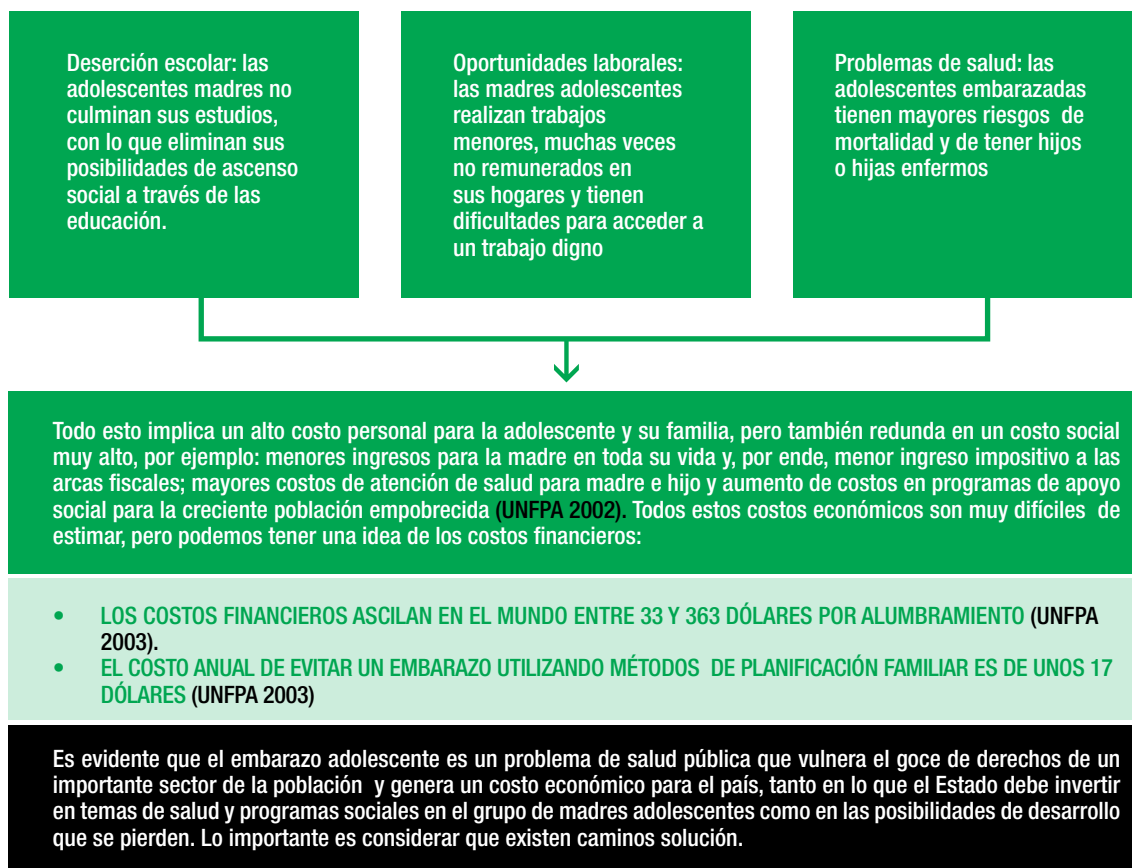 Deserción escolar: las
adolescentes madres no
culminan sus estudios,
con lo que eliminan sus
posibilidades de ascenso
social a través de las
educación.
Oportunidades laborales:
las madres adolescentes
realizan trabajos
menores, muchas veces
no remunerados en
sus hogares y tienen
dificultades para acceder a
un trabajo digno
Problemas de salud: las
adolescentes embarazadas
tienen mayores riesgos de
mortalidad y de tener hijos
o hijas enfermos
Todo esto implica un alto costo personal para la adolescente y su familia, pero también redunda en un costo social
muy alto, por ejemplo: menores ingresos para la madre en toda su vida y, por ende, menor ingreso impositivo a las
arcas fiscales; mayores costos de atención de salud para madre e hijo y aumento de costos en programas de apoyo
social para la creciente población empobrecida (UNFPA 2002). Todos estos costos económicos son muy difíciles de
estimar, pero podemos tener una idea de los costos financieros:
• LOS COSTOS FINANCIEROS ASCILAN EN EL MUNDO ENTRE 33 Y 363 DÓLARES POR ALUMBRAMIENTO (UNFPA
2003).
• EL COSTO ANUAL DE EVITAR UN EMBARAZO UTILIZANDO MÉTODOS DE PLANIFICACIÓN FAMILIAR ES DE UNOS 17
DÓLARES (UNFPA 2003)
Es evidente que el embarazo adolescente es un problema de salud pública que vulnera el goce de derechos de un
importante sector de la población y genera un costo económico para el país, tanto en lo que el Estado debe invertir
en temas de salud y programas sociales en el grupo de madres adolescentes como en las posibilidades de desarrollo
que se pierden. Lo importante es considerar que existen caminos solución.